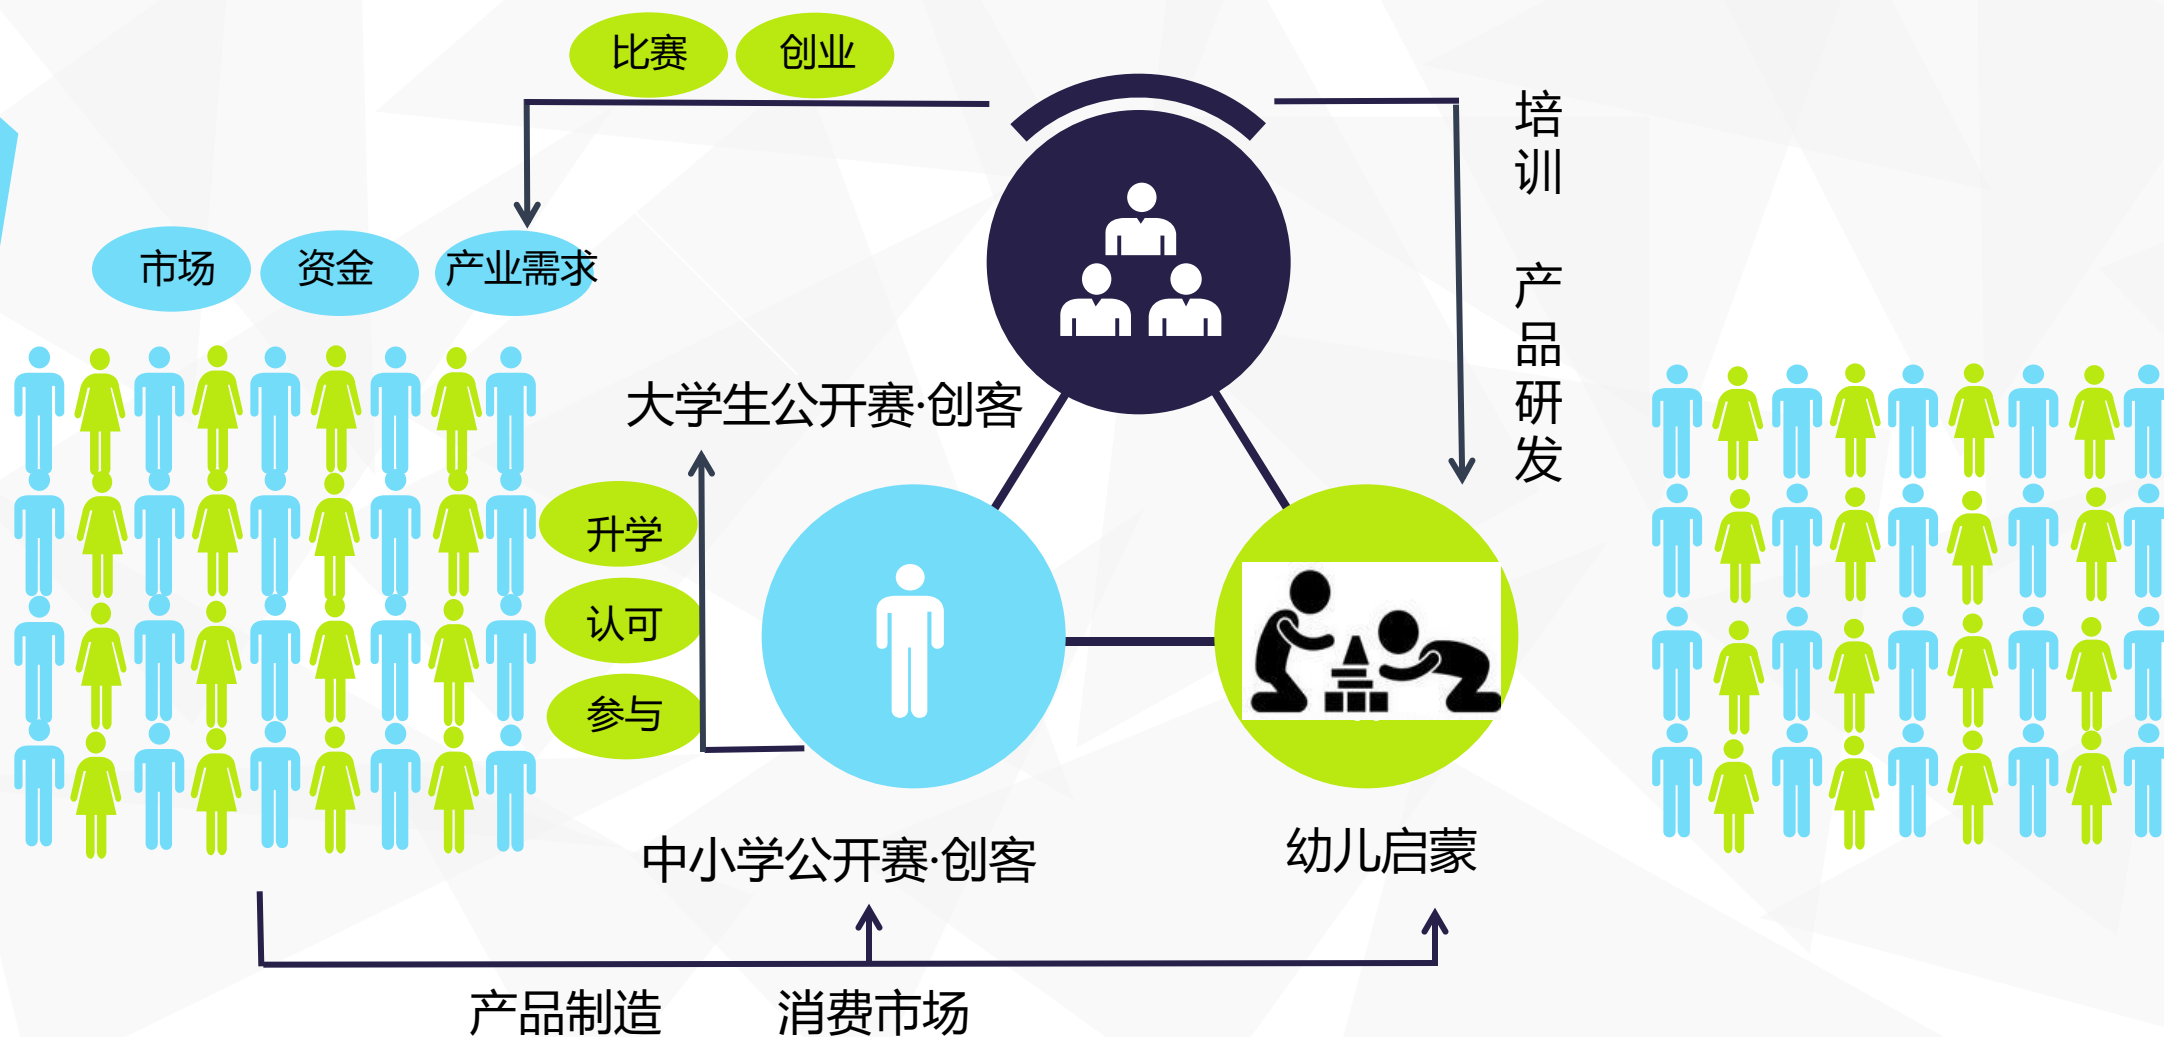 比赛
创业
培训 产品研发
市场
资金
产业需求
大学生公开赛·创客
升学
认可
参与
中小学公开赛·创客
幼儿启蒙
产品制造
消费市场